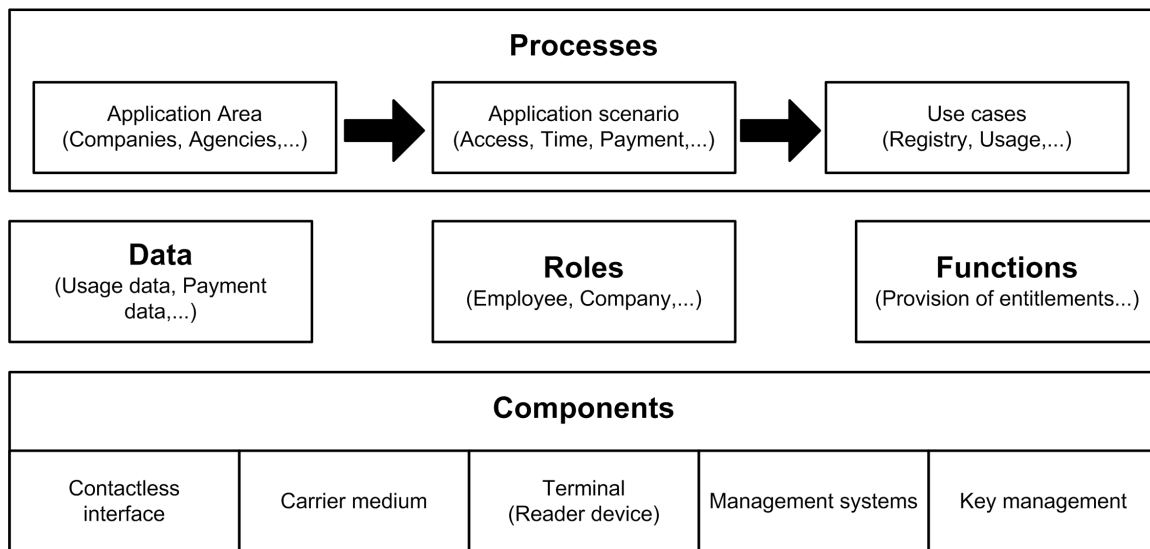 Processes
Application Area
(Companies, Agencies,...)
Application scenario
(Access, Time, Payment,...)
Use cases
(Registry, Usage,...)
Data
(Usage data, Payment
data,...)
Roles
(Employee, Company,...)
Functions
(Provision of entitlements...)
Components
Contactless
interface
Carrier medium
Terminal
(Reader device)
Management systems
Key management